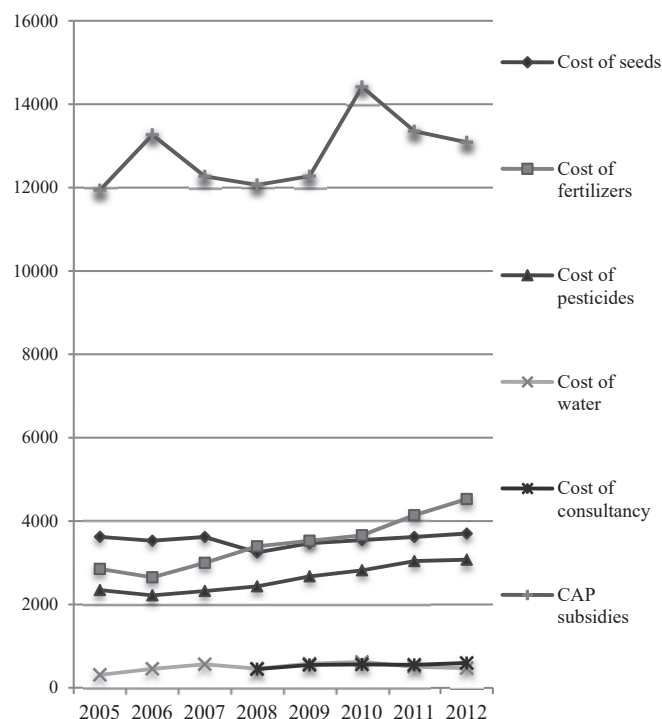 16000
14000
12000
10000
8000
6000
4000
2000
0
2005 2006 2007 2008 2009 2010 2011 2012
Cost of seeds
Cost of
fertilizers
Cost of
pesticides
Cost of
water
Cost of
consultancy
CAP
subsidies